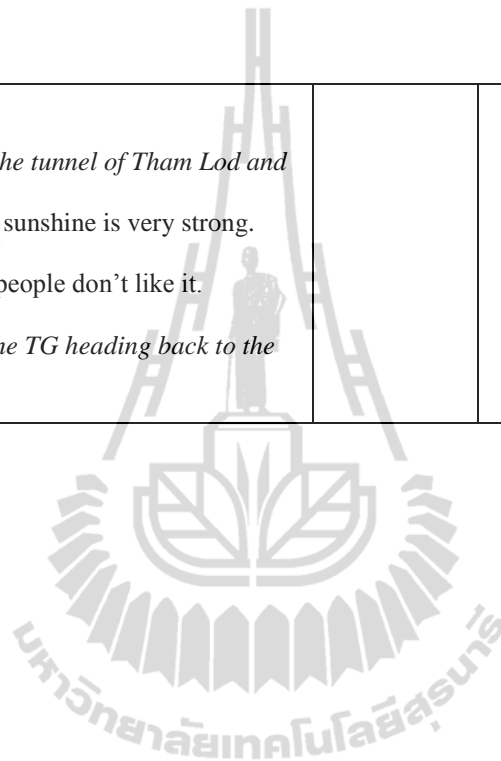 he tunnel of Tham Lod and
sunshine is very strong.
people don't like it.
ne TG heading back to the
มหาวิทยาลัยเทคโนโลยีสุรนารี